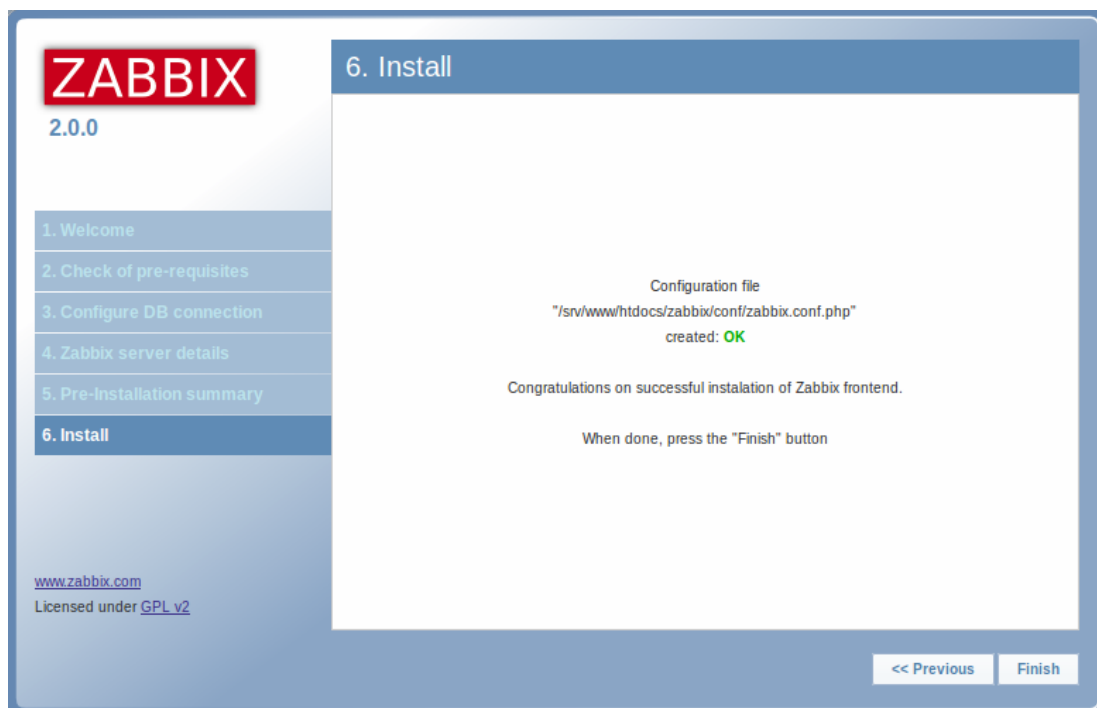 ZABBIX
2.0.0
1. Welcome
2. Check of pre-requisites
3. Configure DB connection
4. Zabbix server details
5. Pre-Installation summary
6. Install
www.zabbix.com
Licensed under GPL v2
6. Install
Configuration file
"/srv/www/htdocs/zabbix/conf/zabbix.conf.php"
created: OK
Congratulations on successful instalation of Zabbix frontend.
When done, press the "Finish" button
<< Previous
Finish